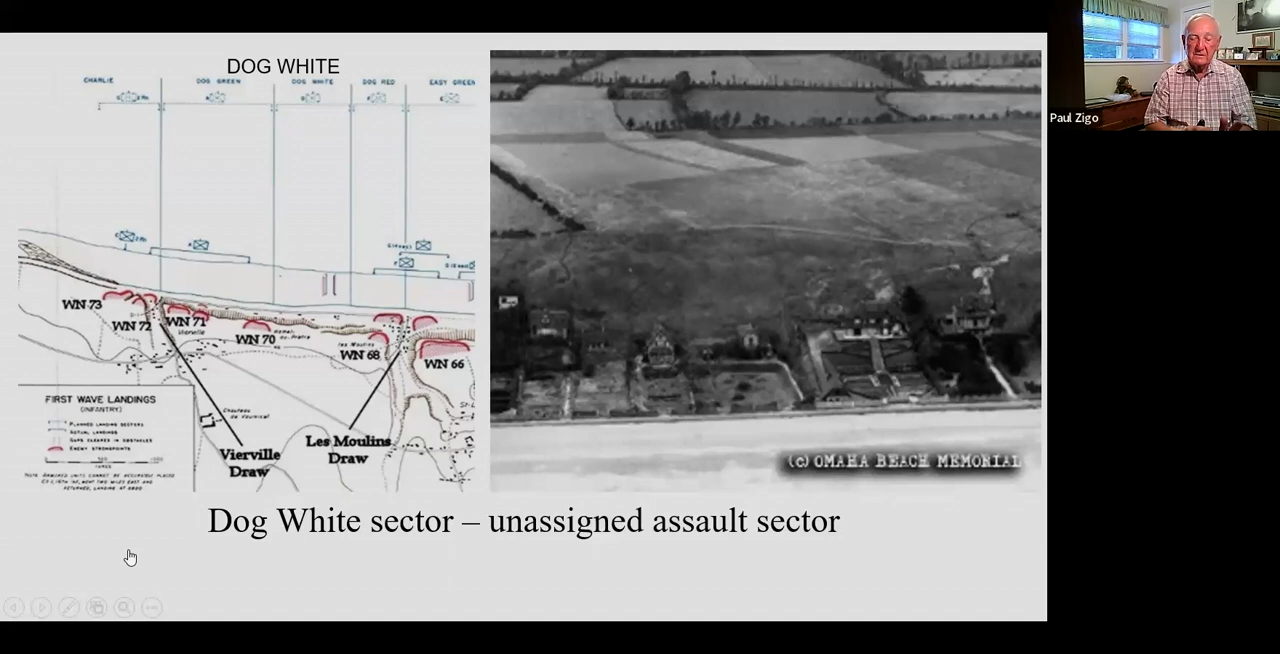 DOG WHITE
CHARLIE
DOG GREEN
DOG WHITE
DOG RED
EASY GREEN
WN 73
WN 72
WN 71
Vierville
WN 70
les Moulins
WN 68
WN 66
FIRST WAVE LANDINGS
(INFANTRY)
PLANNED LANDING SECTORS
ACTUAL LANDINGS
GAPS CLEARED IN OBSTACLES
ENEMY STRONGPOINTS
YARDS
Vierville
Draw
Les Moulins
Draw
(c) OMAHA BEACH MEMORIAL
Dog White sector – unassigned assault sector
Paul Zigo